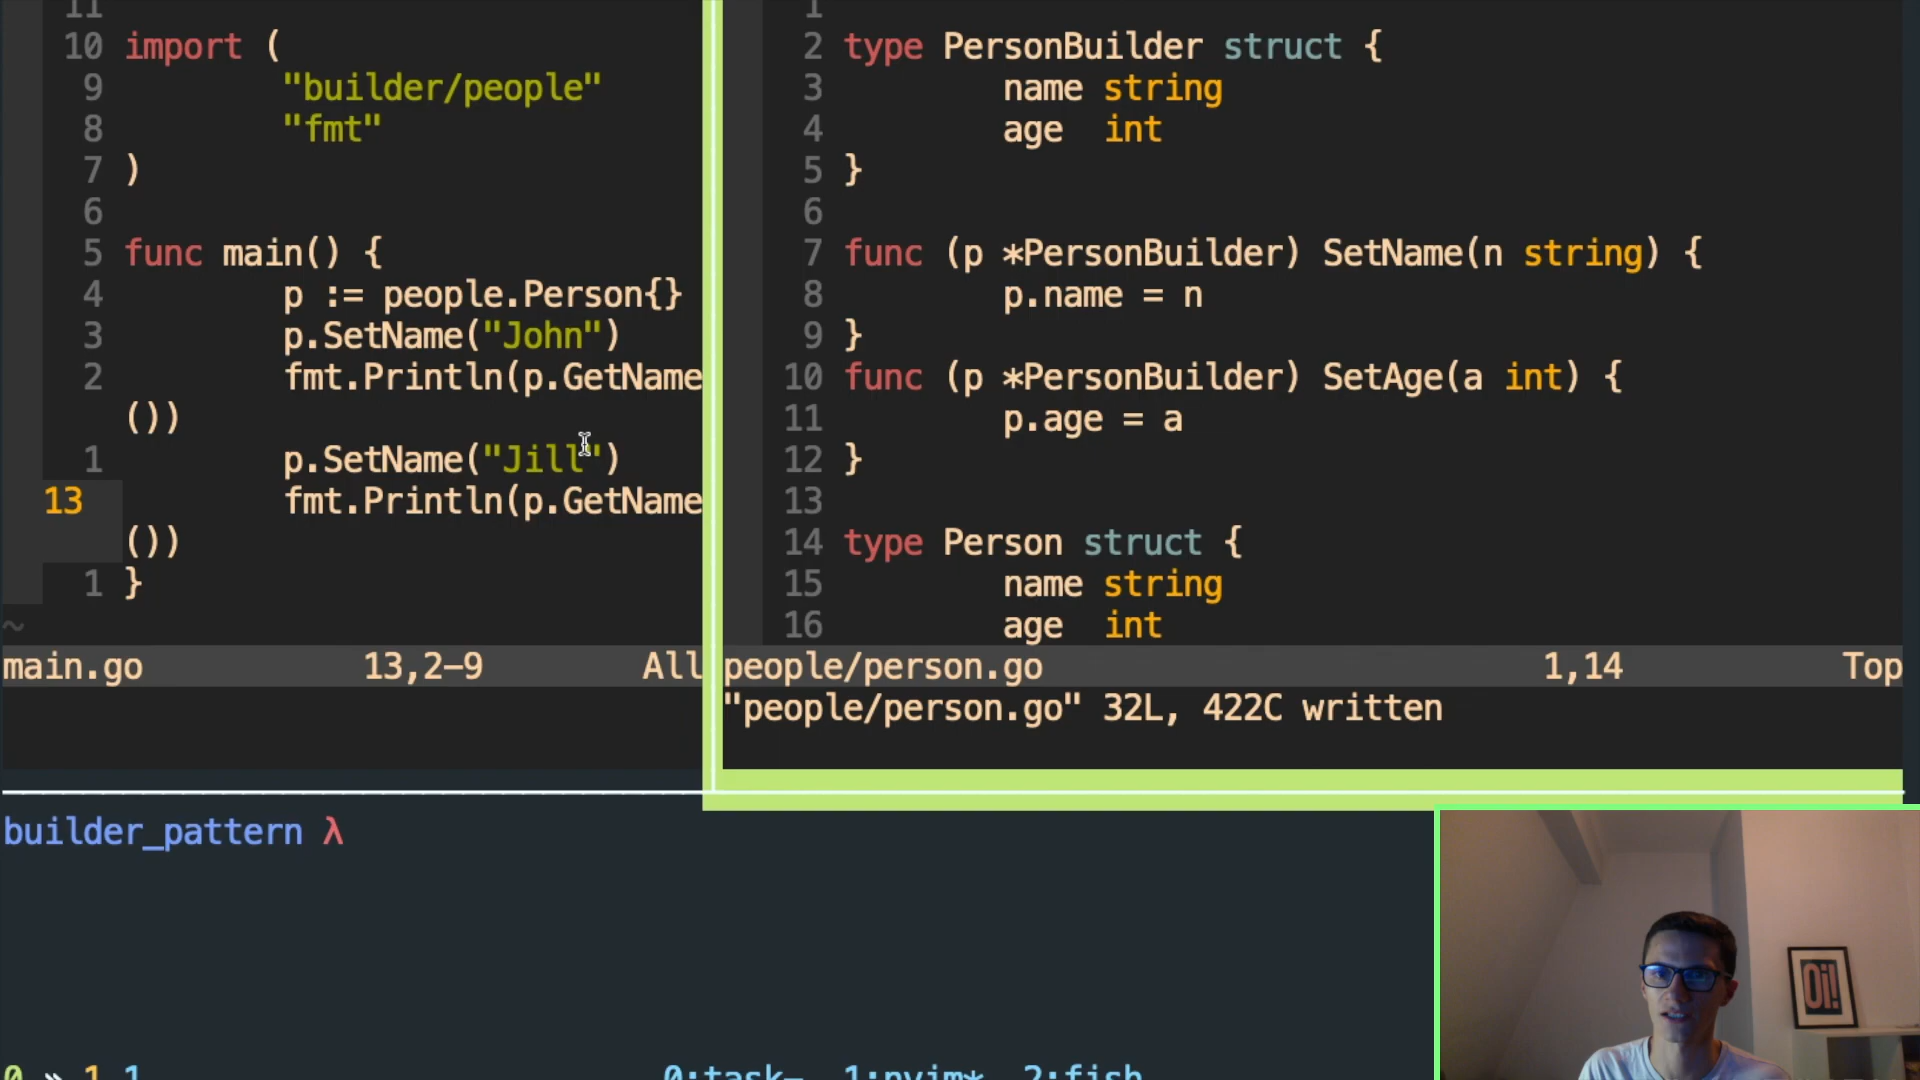 11
10 import (
9 "builder/people"
8 "fmt"
7 )
6
5 func main() {
4 p := people.Person{}
3 p.SetName("John")
2 fmt.Println(p.GetName
())
1 p.SetName("Jill")
13 fmt.Println(p.GetName
())
1 }
~
main.go 13,2-9 All
1
2 type PersonBuilder struct {
3 name string
4 age int
5 }
6
7 func (p *PersonBuilder) SetName(n string) {
8 p.name = n
9 }
10 func (p *PersonBuilder) SetAge(a int) {
11 p.age = a
12 }
13
14 type Person struct {
15 name string
16 age int
people/person.go 1,14 Top
"people/person.go" 32L, 422C written
builder_pattern λ
Oi!
0 » 1 1 0:task- 1:nvim* 2:fish